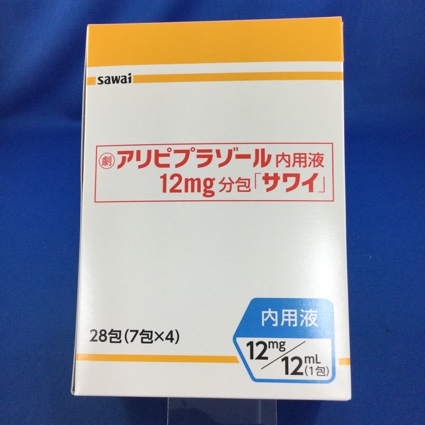 sawai
劇 アリピプラゾール内用液
12mg分包「サワイ」
28包(7包×4)
内用液
12mg/12mL
(1包)